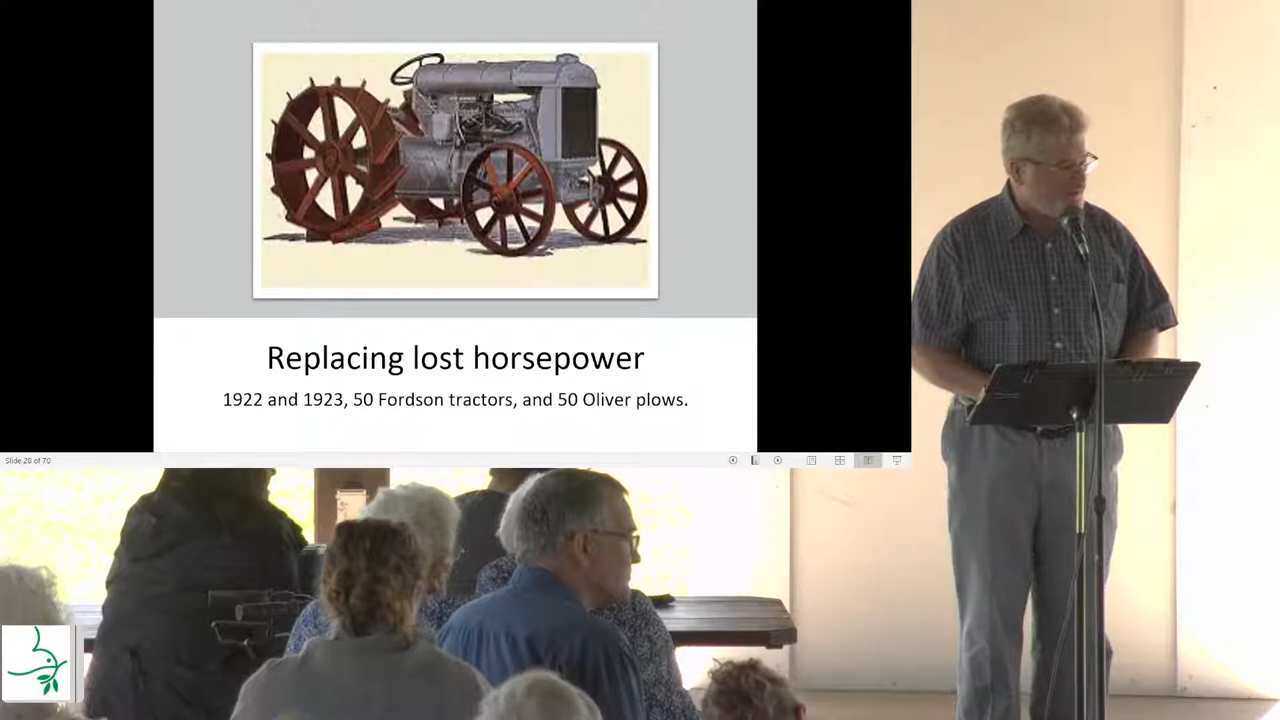 Replacing lost horsepower
1922 and 1923, 50 Fordson tractors, and 50 Oliver plows.
Slide 28 of 70